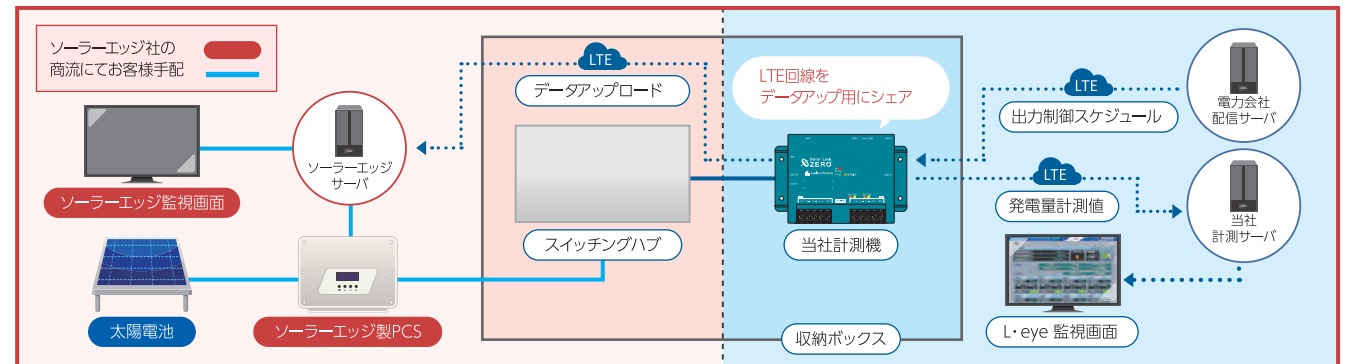 ソーラーエッジ社の
商流にてお客様手配
LTE
データアップロード
LTE回線を
データアップ用にシェア
LTE
出力制御スケジュール
電力会社
配信サーバ
ソーラーエッジ
サーバ
ソーラーエッジ監視画面
Solar Link
ZERO
LTE
発電量計測値
当社
計測サーバ
スイッチングハブ
当社計測機
太陽電池
ソーラーエッジ製PCS
収納ボックス
L・eye 監視画面